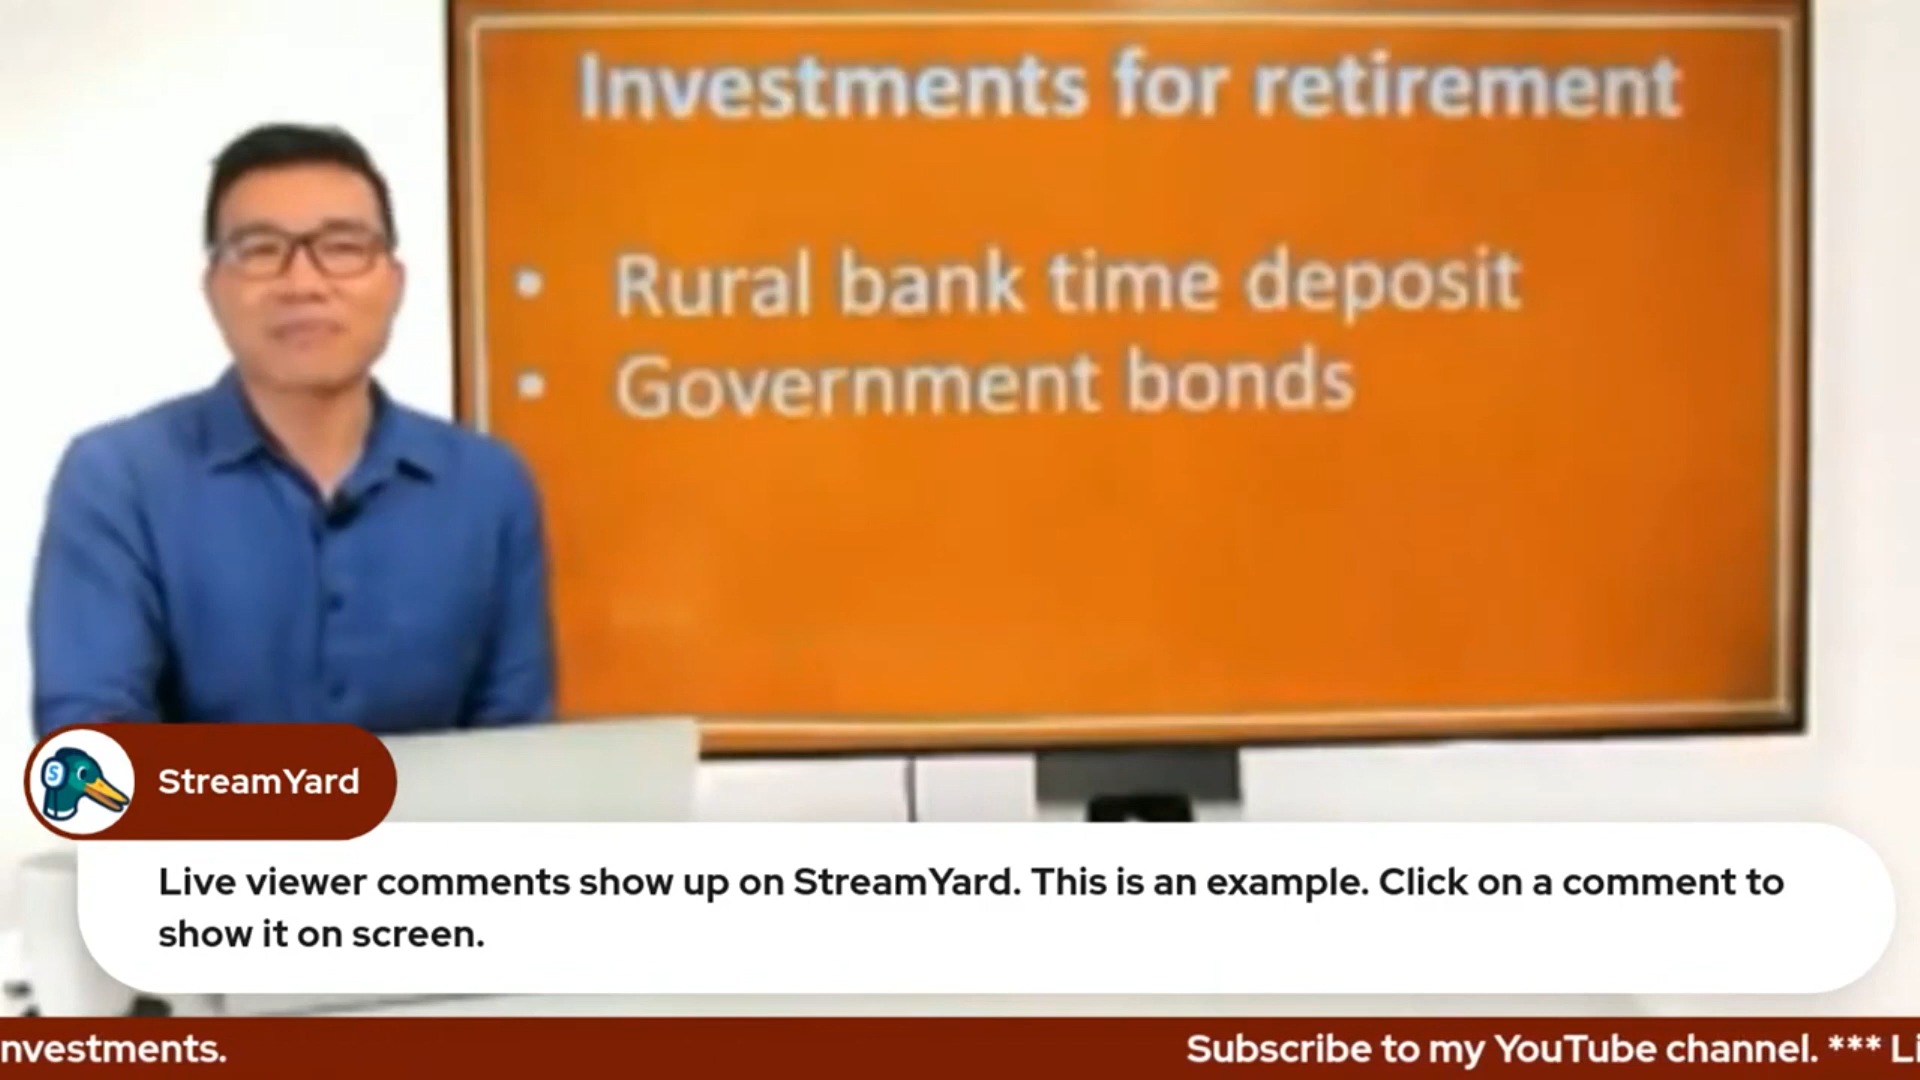 Investments for retirement
• Rural bank time deposit
• Government bonds
S
StreamYard
Live viewer comments show up on StreamYard. This is an example. Click on a comment to
show it on screen.
nvestments.
Subscribe to my YouTube channel. *** Li